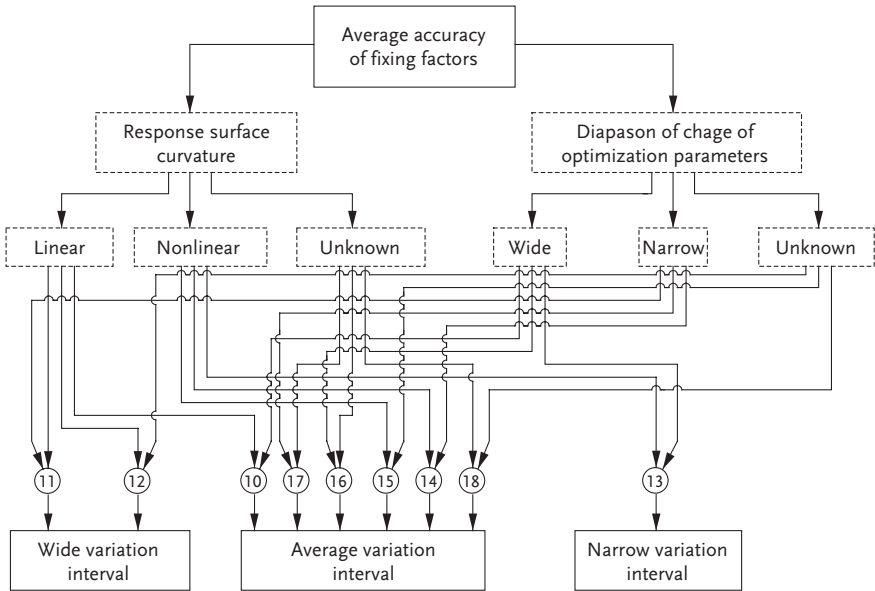 Average accuracy
of fixing factors
Response surface
curvature
Diapason of chage of
optimization parameters
Linear
Nonlinear
Unknown
Wide
Narrow
Unknown
11
12
10
17
16
15
14
18
13
Wide variation
interval
Average variation
interval
Narrow variation
interval